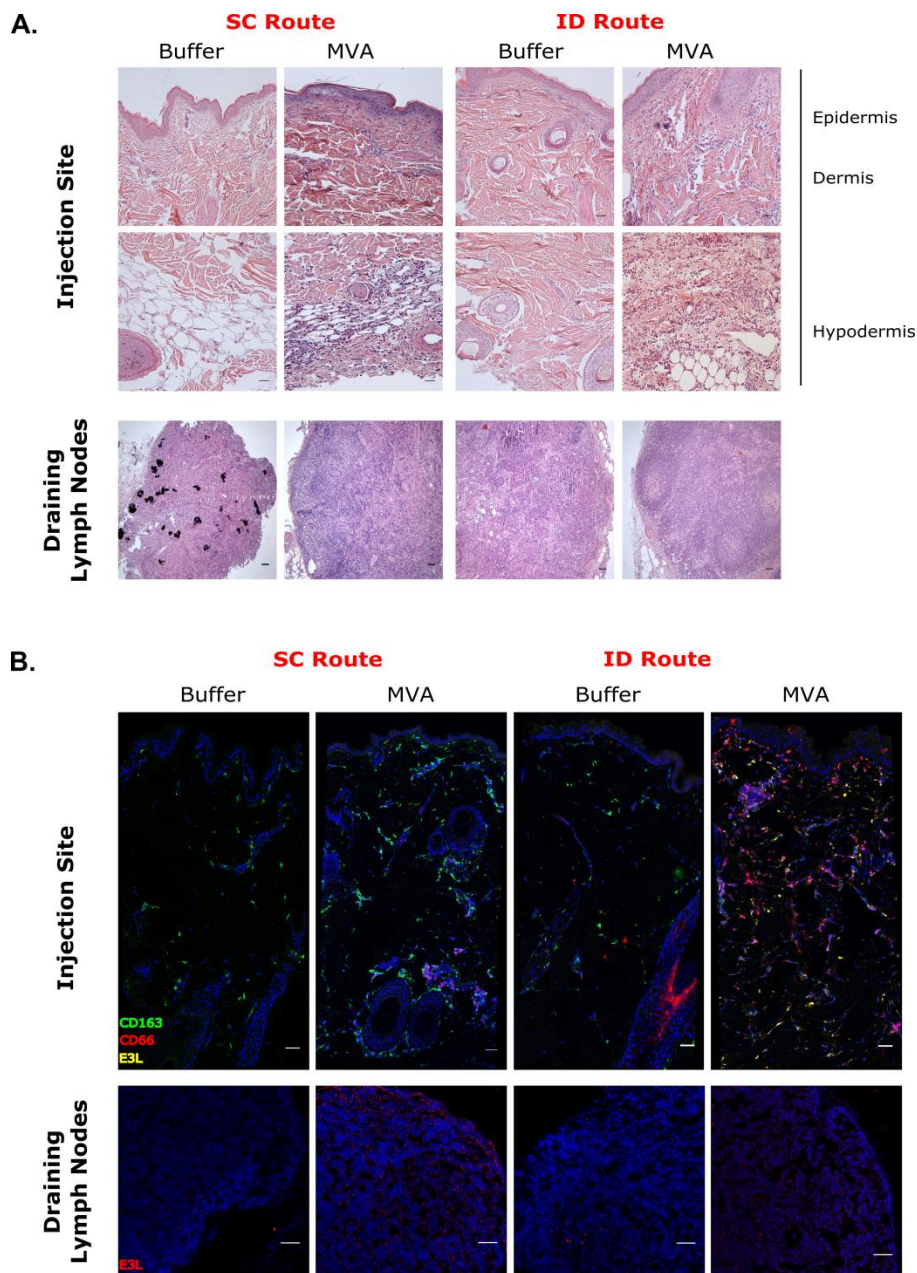 A.
SC Route
ID Route
Buffer
MVA
Buffer
MVA
Injection Site
Epidermis
Dermis
Hypodermis
Draining
Lymph Nodes
B.
SC Route
ID Route
Buffer
MVA
Buffer
MVA
Injection Site
CD163
CD66
E3L
Draining
Lymph Nodes
E3L